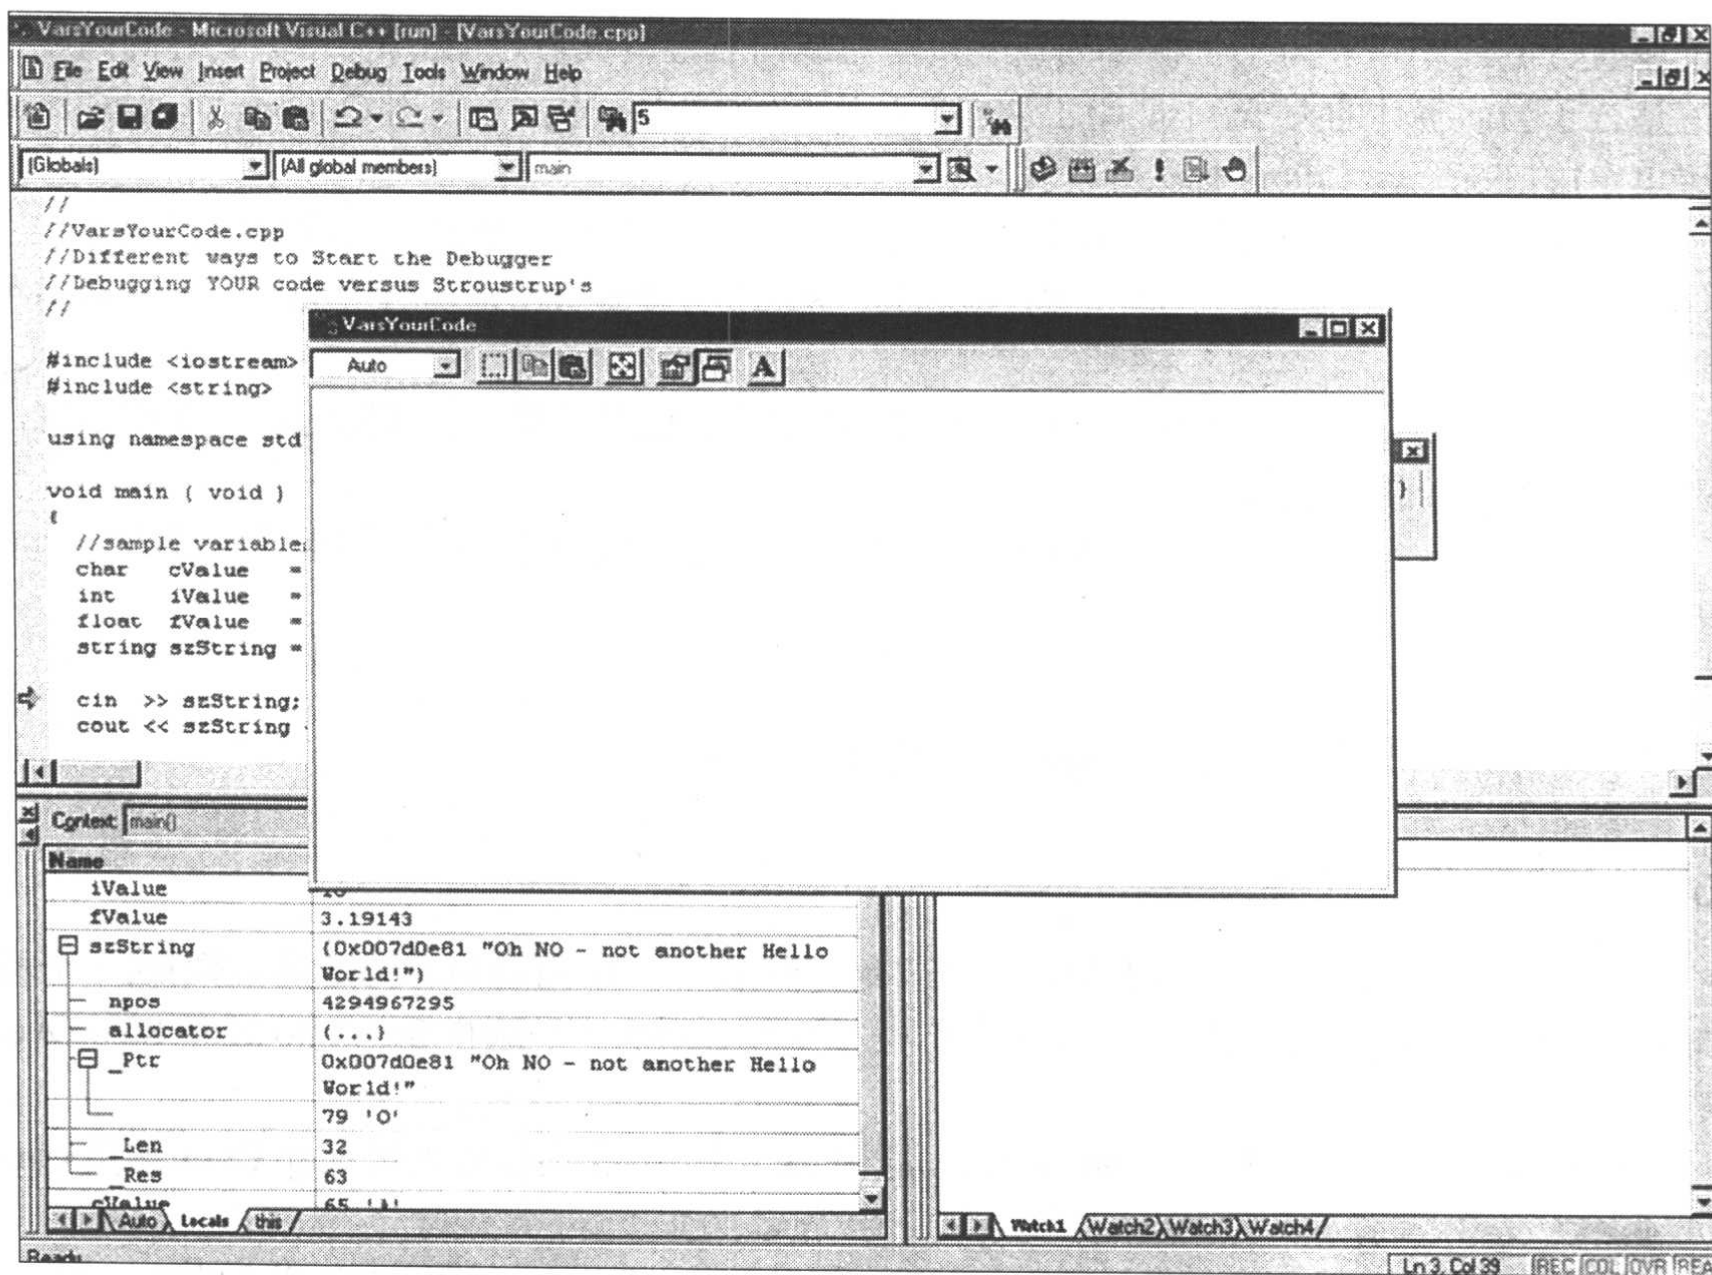 VarsYourCode - Microsoft Visual C++ [run] - [VarsYourCode.cpp]
File Edit View Insert Project Debug Tools Window Help
5
(Globals) (All global members) main
//
//VarsYourCode.cpp
//Different ways to Start the Debugger
//Debugging YOUR code versus Stroustrup's
//
VarsYourCode
Auto A
#include <iostream>
#include <string>
using namespace std
void main ( void )
{
//sample variable
char cValue =
int iValue =
float fValue =
string szString =
cin >> szString;
cout << szString
)
Context: main()
Name
iValue
fValue 3.19143
szString (0x007d0e81 "Oh NO - not another Hello
World!")
npos 4294967295
allocator {...}
_Ptr 0x007d0e81 "Oh NO - not another Hello
World!"
79 'O'
_Len 32
_Res 63
cValue 65 'A'
Auto Locals this
Watch1 Watch2 Watch3 Watch4
Ready
Ln 3, Col 39 REC COL OVR REA